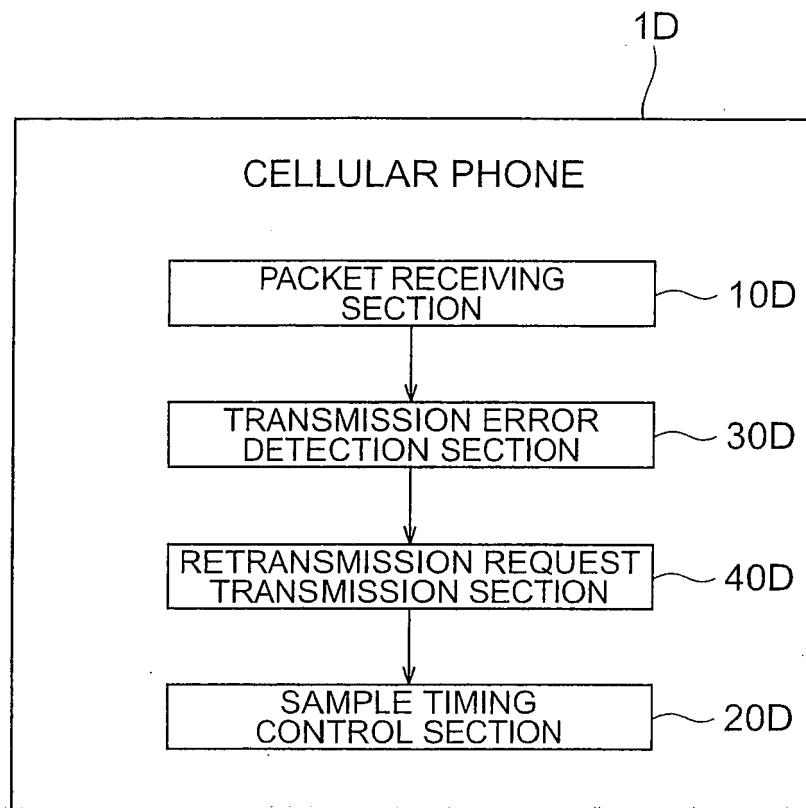 1D
CELLULAR PHONE
PACKET RECEIVING
SECTION
10D
TRANSMISSION ERROR
DETECTION SECTION
30D
RETRANSMISSION REQUEST
TRANSMISSION SECTION
40D
SAMPLE TIMING
CONTROL SECTION
20D